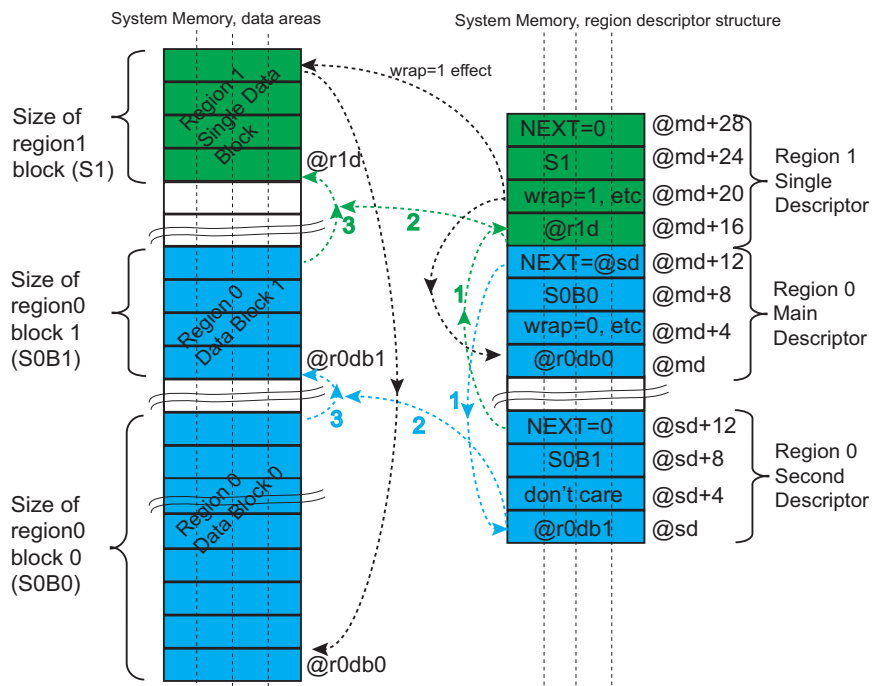 System Memory, data areas
System Memory, region descriptor structure
wrap=1 effect
Size of
region1
block (S1)
Region 1
Single Data
Block
@r1d
3
2
Size of
region0
block 1
(S0B1)
Region 0
Data Block 1
@r0db1
3
2
Size of
region0
block 0
(S0B0)
Region 0
Data Block 0
@r0db0
NEXT=0
@md+28
S1
@md+24
wrap=1, etc
@md+20
@r1d
@md+16
Region 1
Single
Descriptor
NEXT=@sd
@md+12
S0B0
@md+8
wrap=0, etc
@md+4
@r0db0
@md
Region 0
Main
Descriptor
1
1
NEXT=0
@sd+12
S0B1
@sd+8
don't care
@sd+4
@r0db1
@sd
Region 0
Second
Descriptor